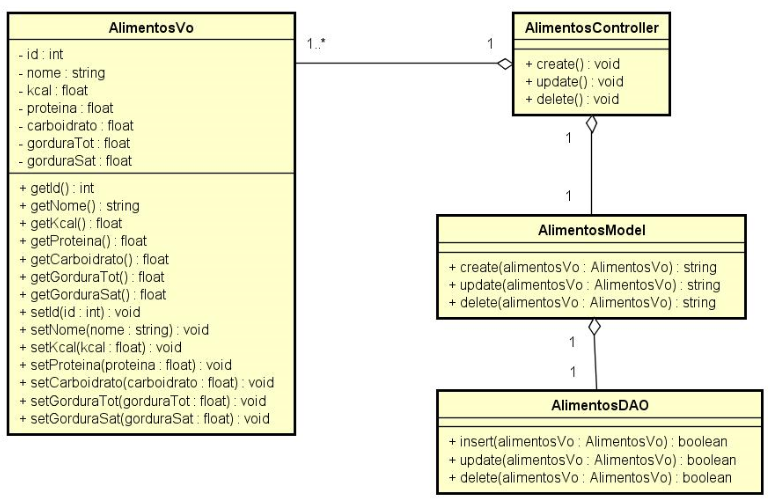 AlimentosVo
- id : int
- nome : string
- kcal : float
- proteina : float
- carboidrato : float
- gorduraTot : float
- gorduraSat : float
+ getId() : int
+ getNome() : string
+ getKcal() : float
+ getProteina() : float
+ getCarboidrato() : float
+ getGorduraTot() : float
+ getGorduraSat() : float
+ setId(id : int) : void
+ setNome(nome : string) : void
+ setKcal(kcal : float) : void
+ setProteina(proteina : float) : void
+ setCarboidrato(carboidrato : float) : void
+ setGorduraTot(gorduraTot : float) : void
+ setGorduraSat(gorduraSat : float) : void
1..*
1
AlimentosController
+ create() : void
+ update() : void
+ delete() : void
1
1
AlimentosModel
+ create(alimentosVo : AlimentosVo) : string
+ update(alimentosVo : AlimentosVo) : string
+ delete(alimentosVo : AlimentosVo) : string
1
1
AlimentosDAO
+ insert(alimentosVo : AlimentosVo) : boolean
+ update(alimentosVo : AlimentosVo) : boolean
+ delete(alimentosVo : AlimentosVo) : boolean